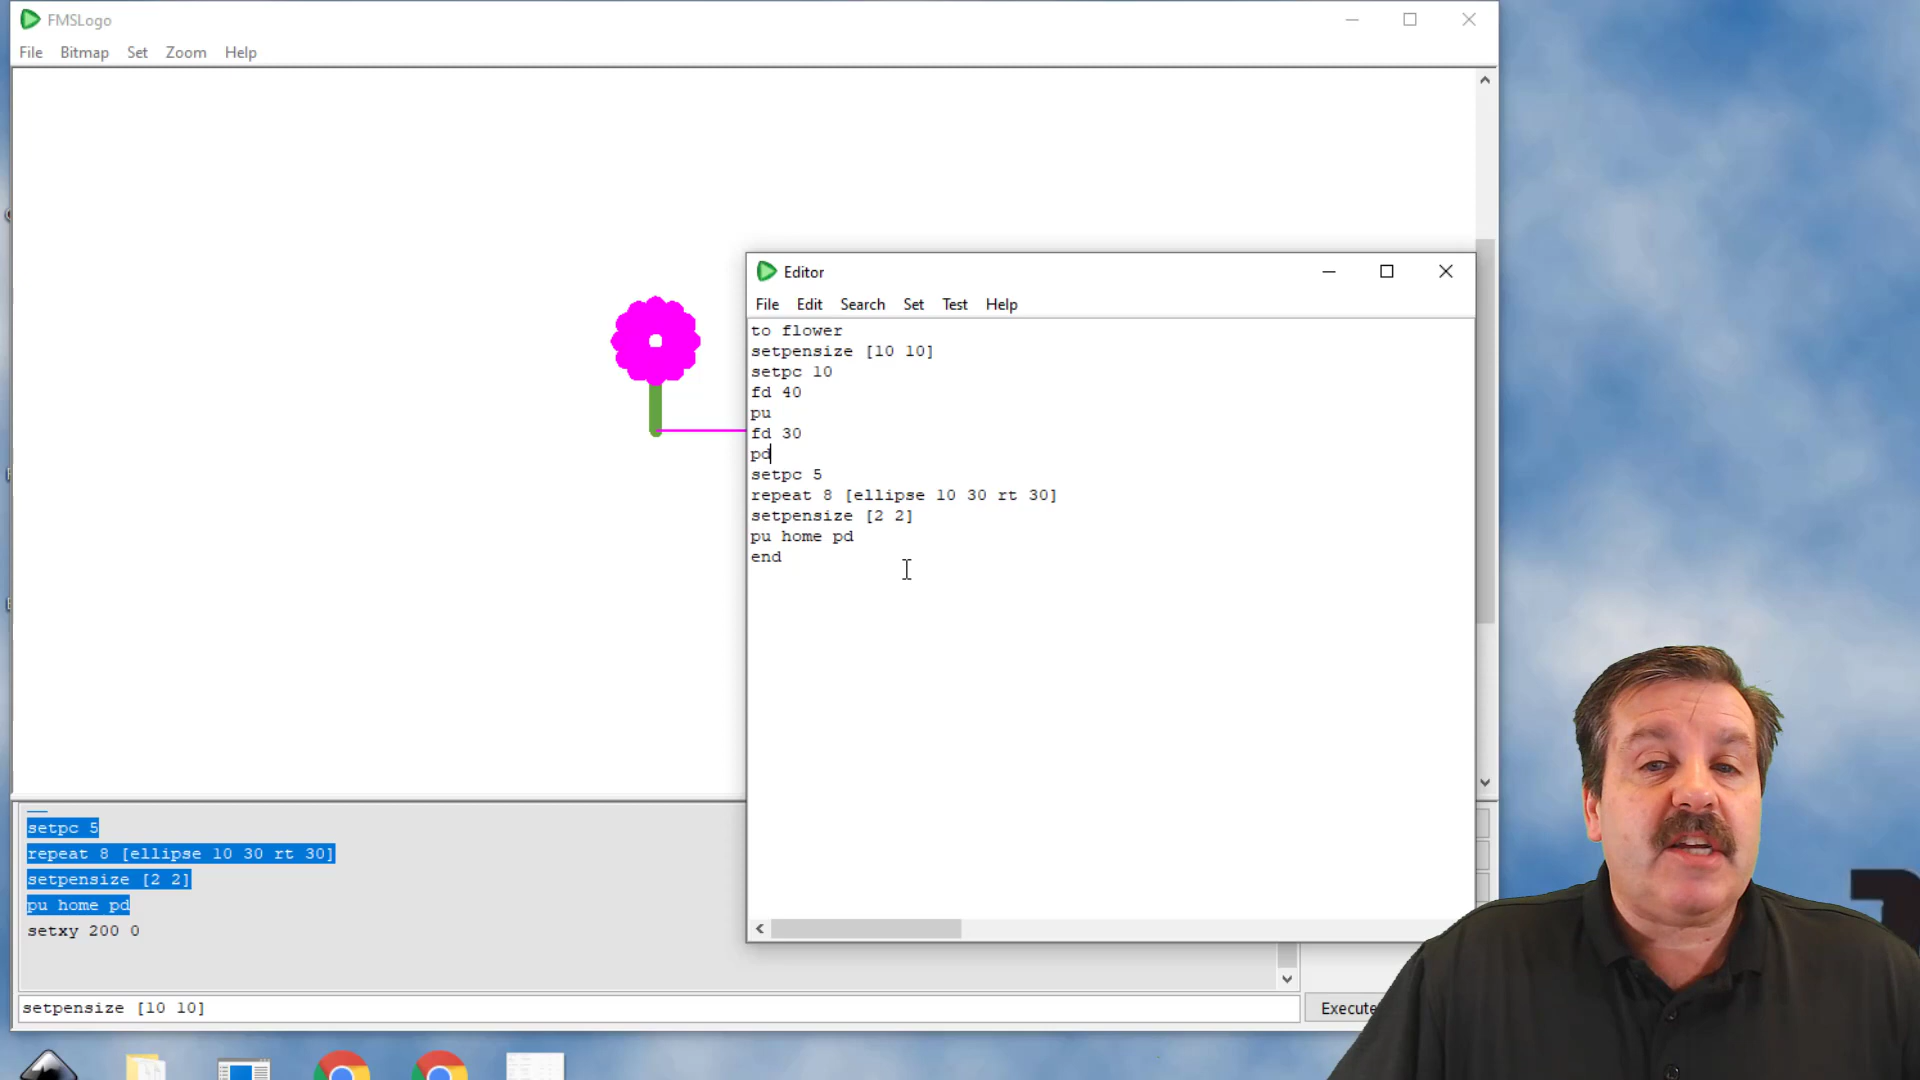 FMSLogo
File Bitmap Set Zoom Help
Editor
File Edit Search Set Test Help
to flower
setpensize [10 10]
setpc 10
fd 40
pu
fd 30
pd
setpc 5
repeat 8 [ellipse 10 30 rt 30]
setpensize [2 2]
pu home pd
end
setpc 5
repeat 8 [ellipse 10 30 rt 30]
setpensize [2 2]
pu home pd
setxy 200 0
setpensize [10 10]
Execute